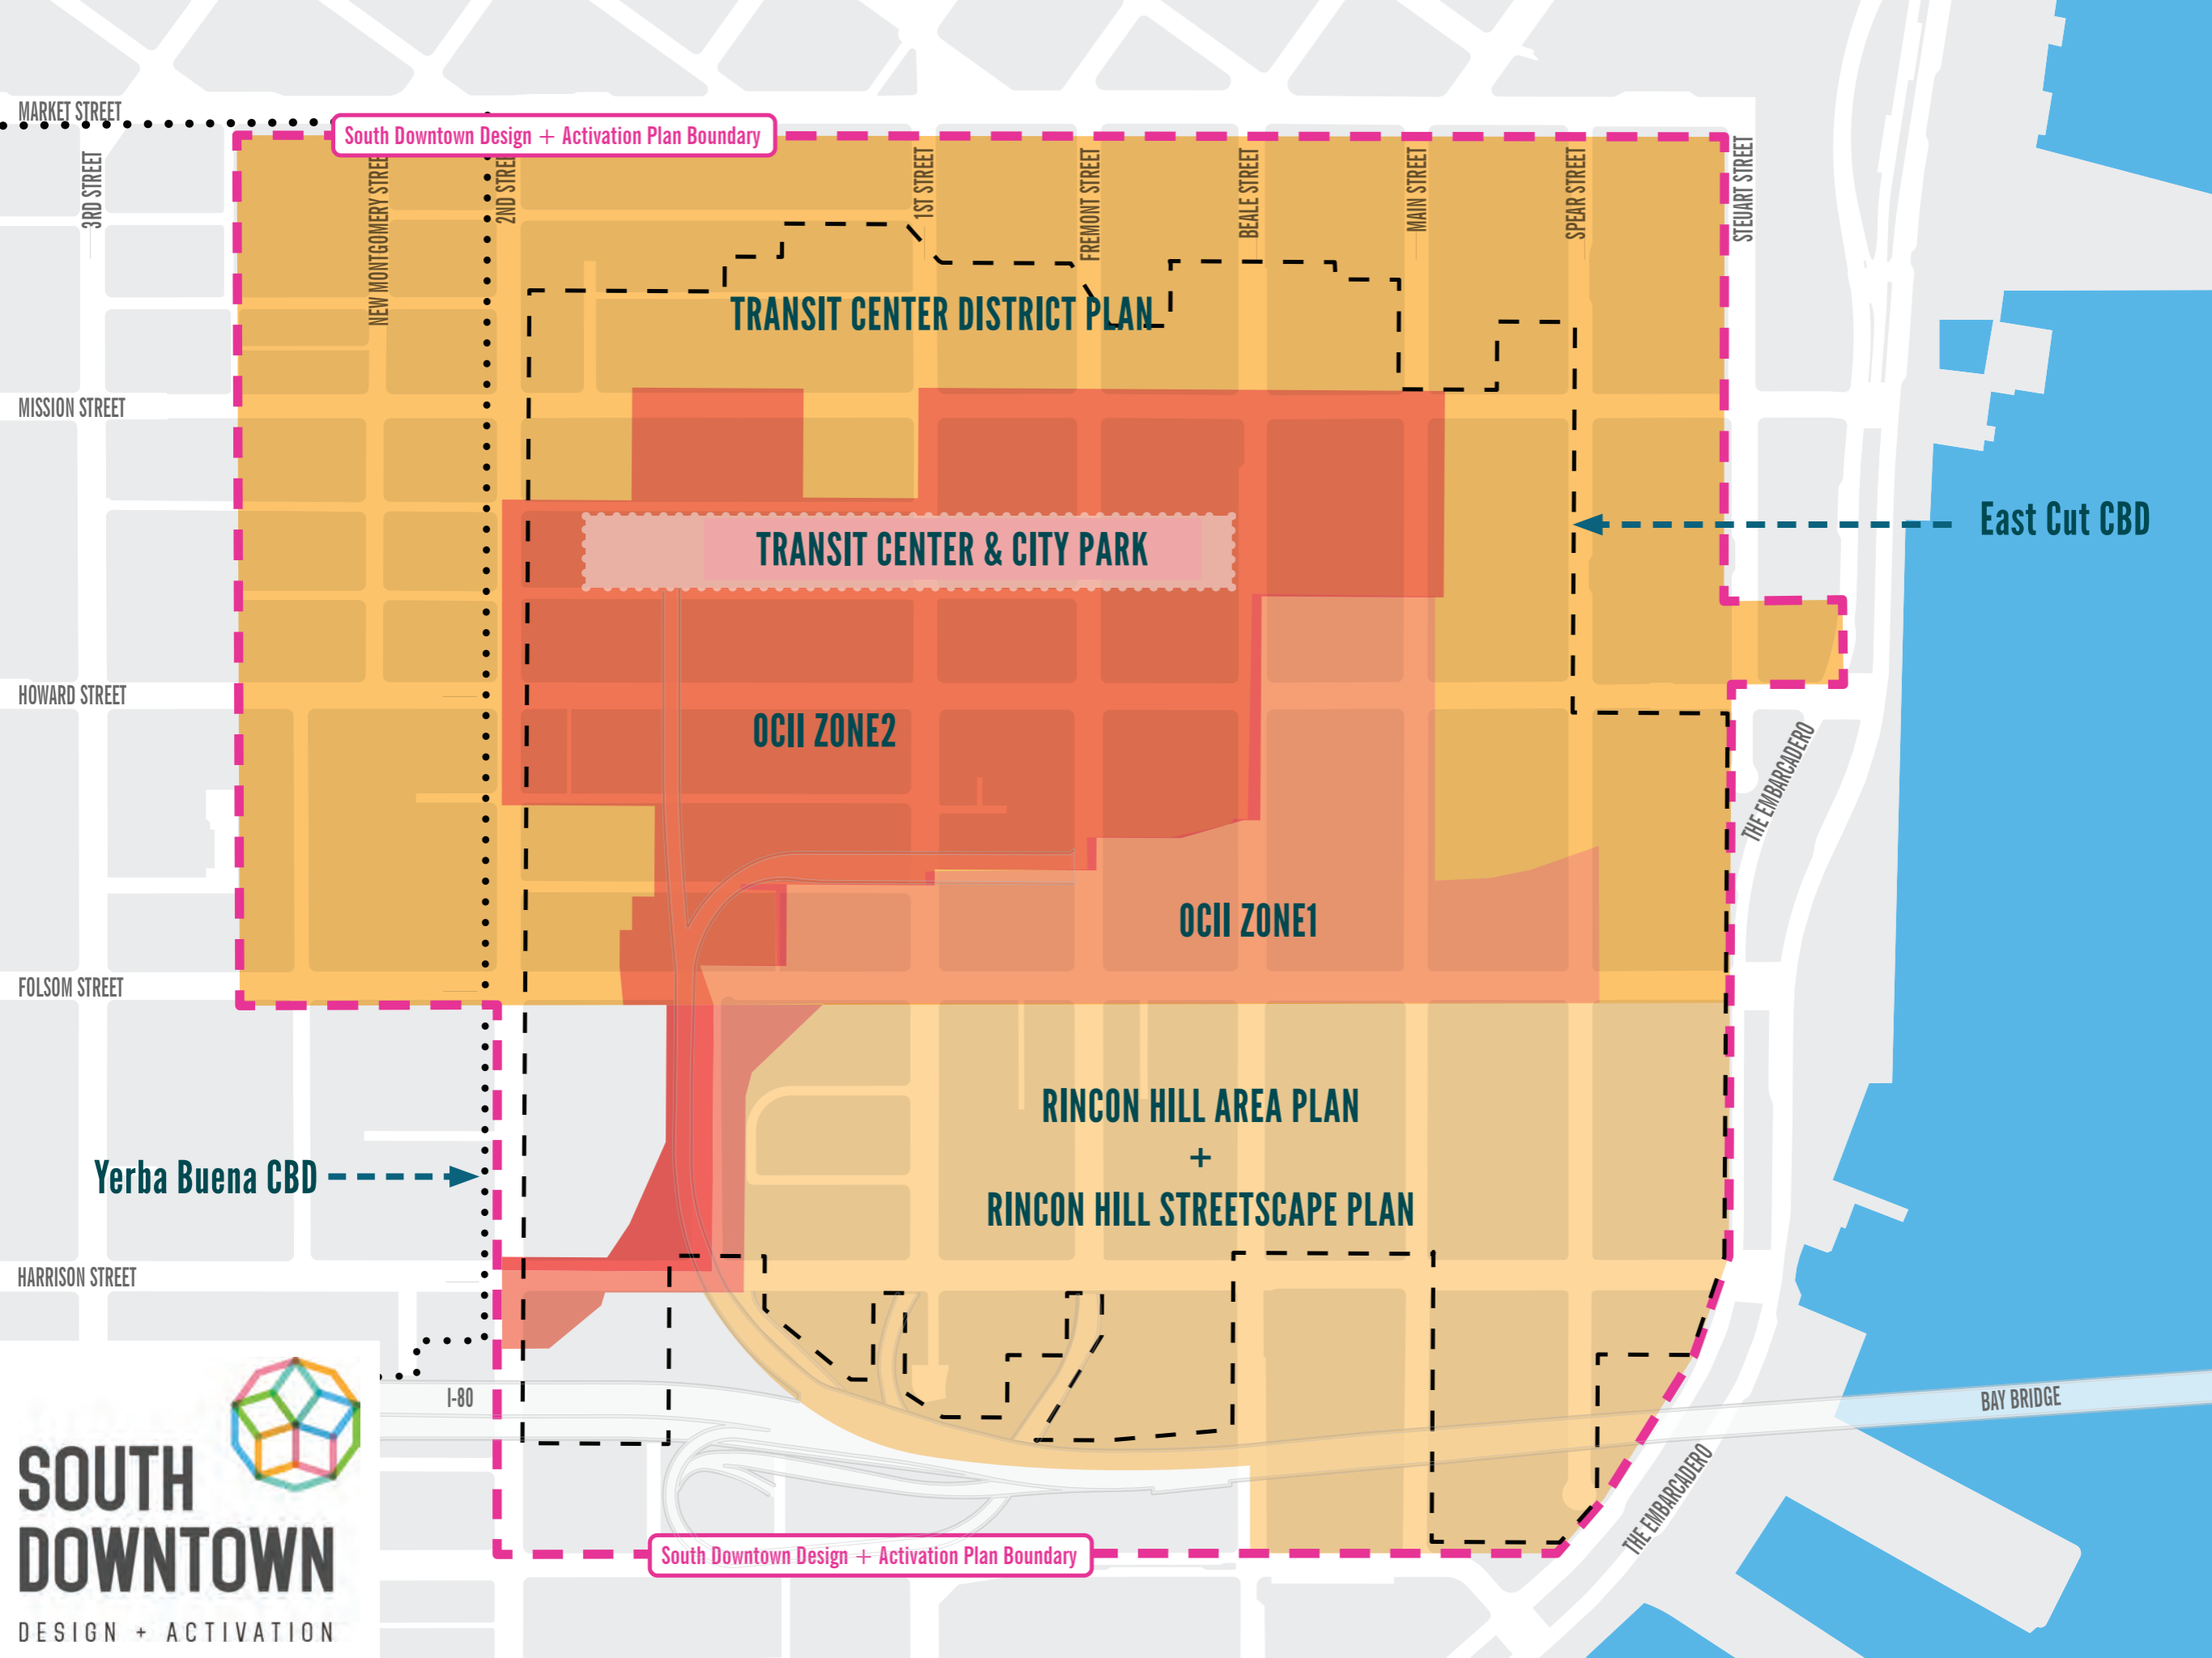 MARKET STREET
South Downtown Design + Activation Plan Boundary
3RD STREET
NEW MONTGOMERY STREE
2ND STREE
1ST STREET
FREMONT STREET
BEALE STREET
MAIN STREET
SPEAR STREET
STEUART STREET
TRANSIT CENTER DISTRICT PLAN
MISSION STREET
East Cut CBD
TRANSIT CENTER & CITY PARK
HOWARD STREET
OCII ZONE2
THE EMBARCADERO
OCII ZONE1
FOLSOM STREET
RINCON HILL AREA PLAN
+
RINCON HILL STREETSCAPE PLAN
Yerba Buena CBD
HARRISON STREET
I-80
BAY BRIDGE
THE EMBARCADERO
South Downtown Design + Activation Plan Boundary
SOUTH
DOWNTOWN
DESIGN + ACTIVATION